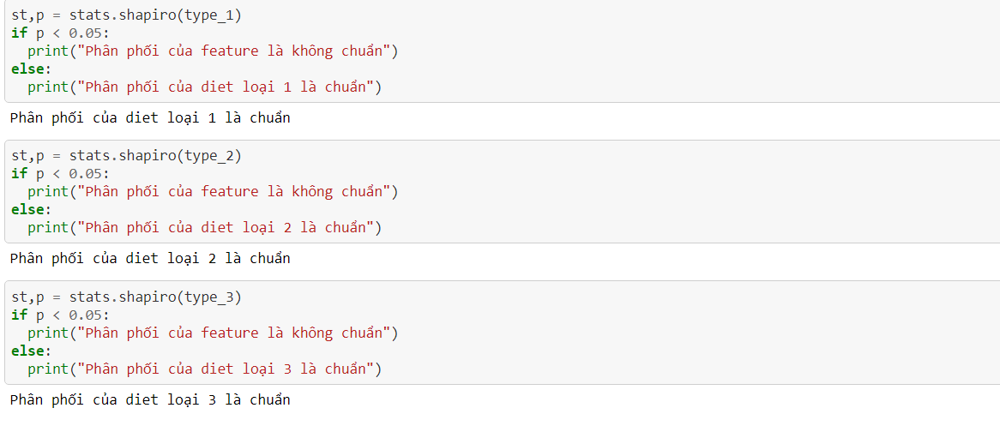 st,p = stats.shapiro(type_1)
if p < 0.05:
  print("Phân phối của feature là không chuẩn")
else:
  print("Phân phối của diet loại 1 là chuẩn")
Phân phối của diet loại 1 là chuẩn
st,p = stats.shapiro(type_2)
if p < 0.05:
  print("Phân phối của feature là không chuẩn")
else:
  print("Phân phối của diet loại 2 là chuẩn")
Phân phối của diet loại 2 là chuẩn
st,p = stats.shapiro(type_3)
if p < 0.05:
  print("Phân phối của feature là không chuẩn")
else:
  print("Phân phối của diet loại 3 là chuẩn")
Phân phối của diet loại 3 là chuẩn